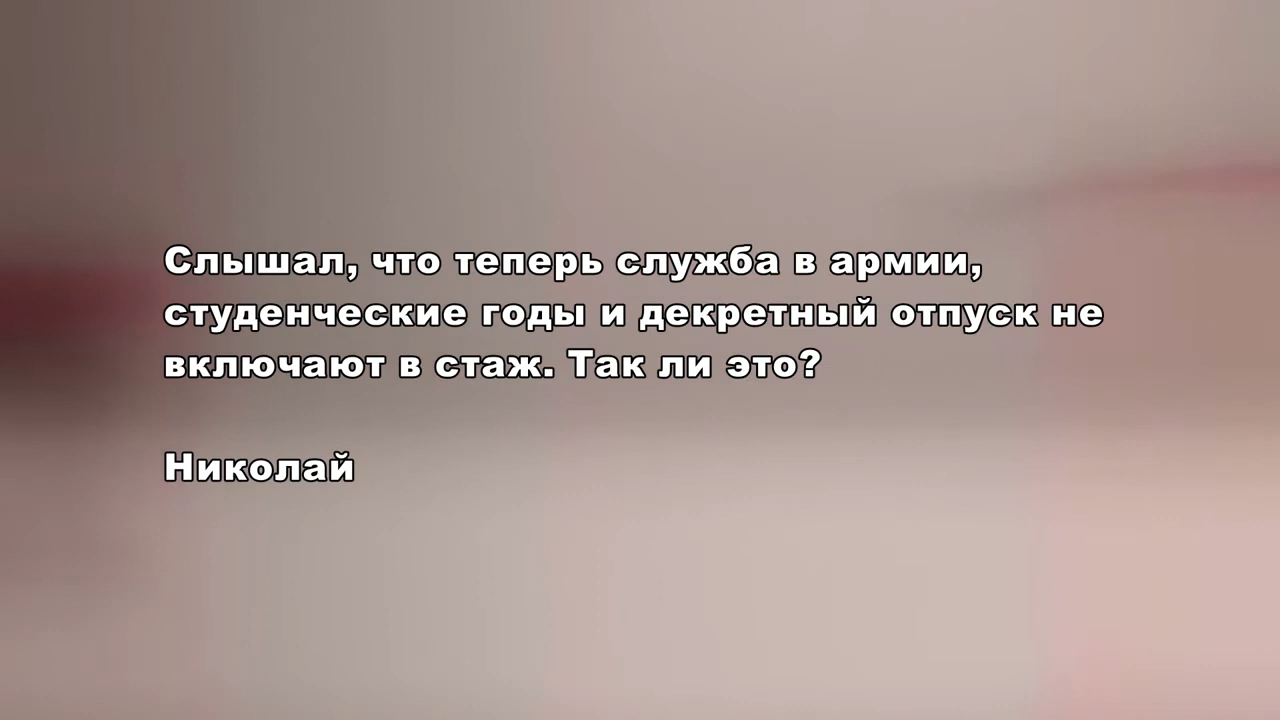 Слышал, что теперь служба в армии,
студенческие годы и декретный отпуск не
включают в стаж. Так ли это?
Николай